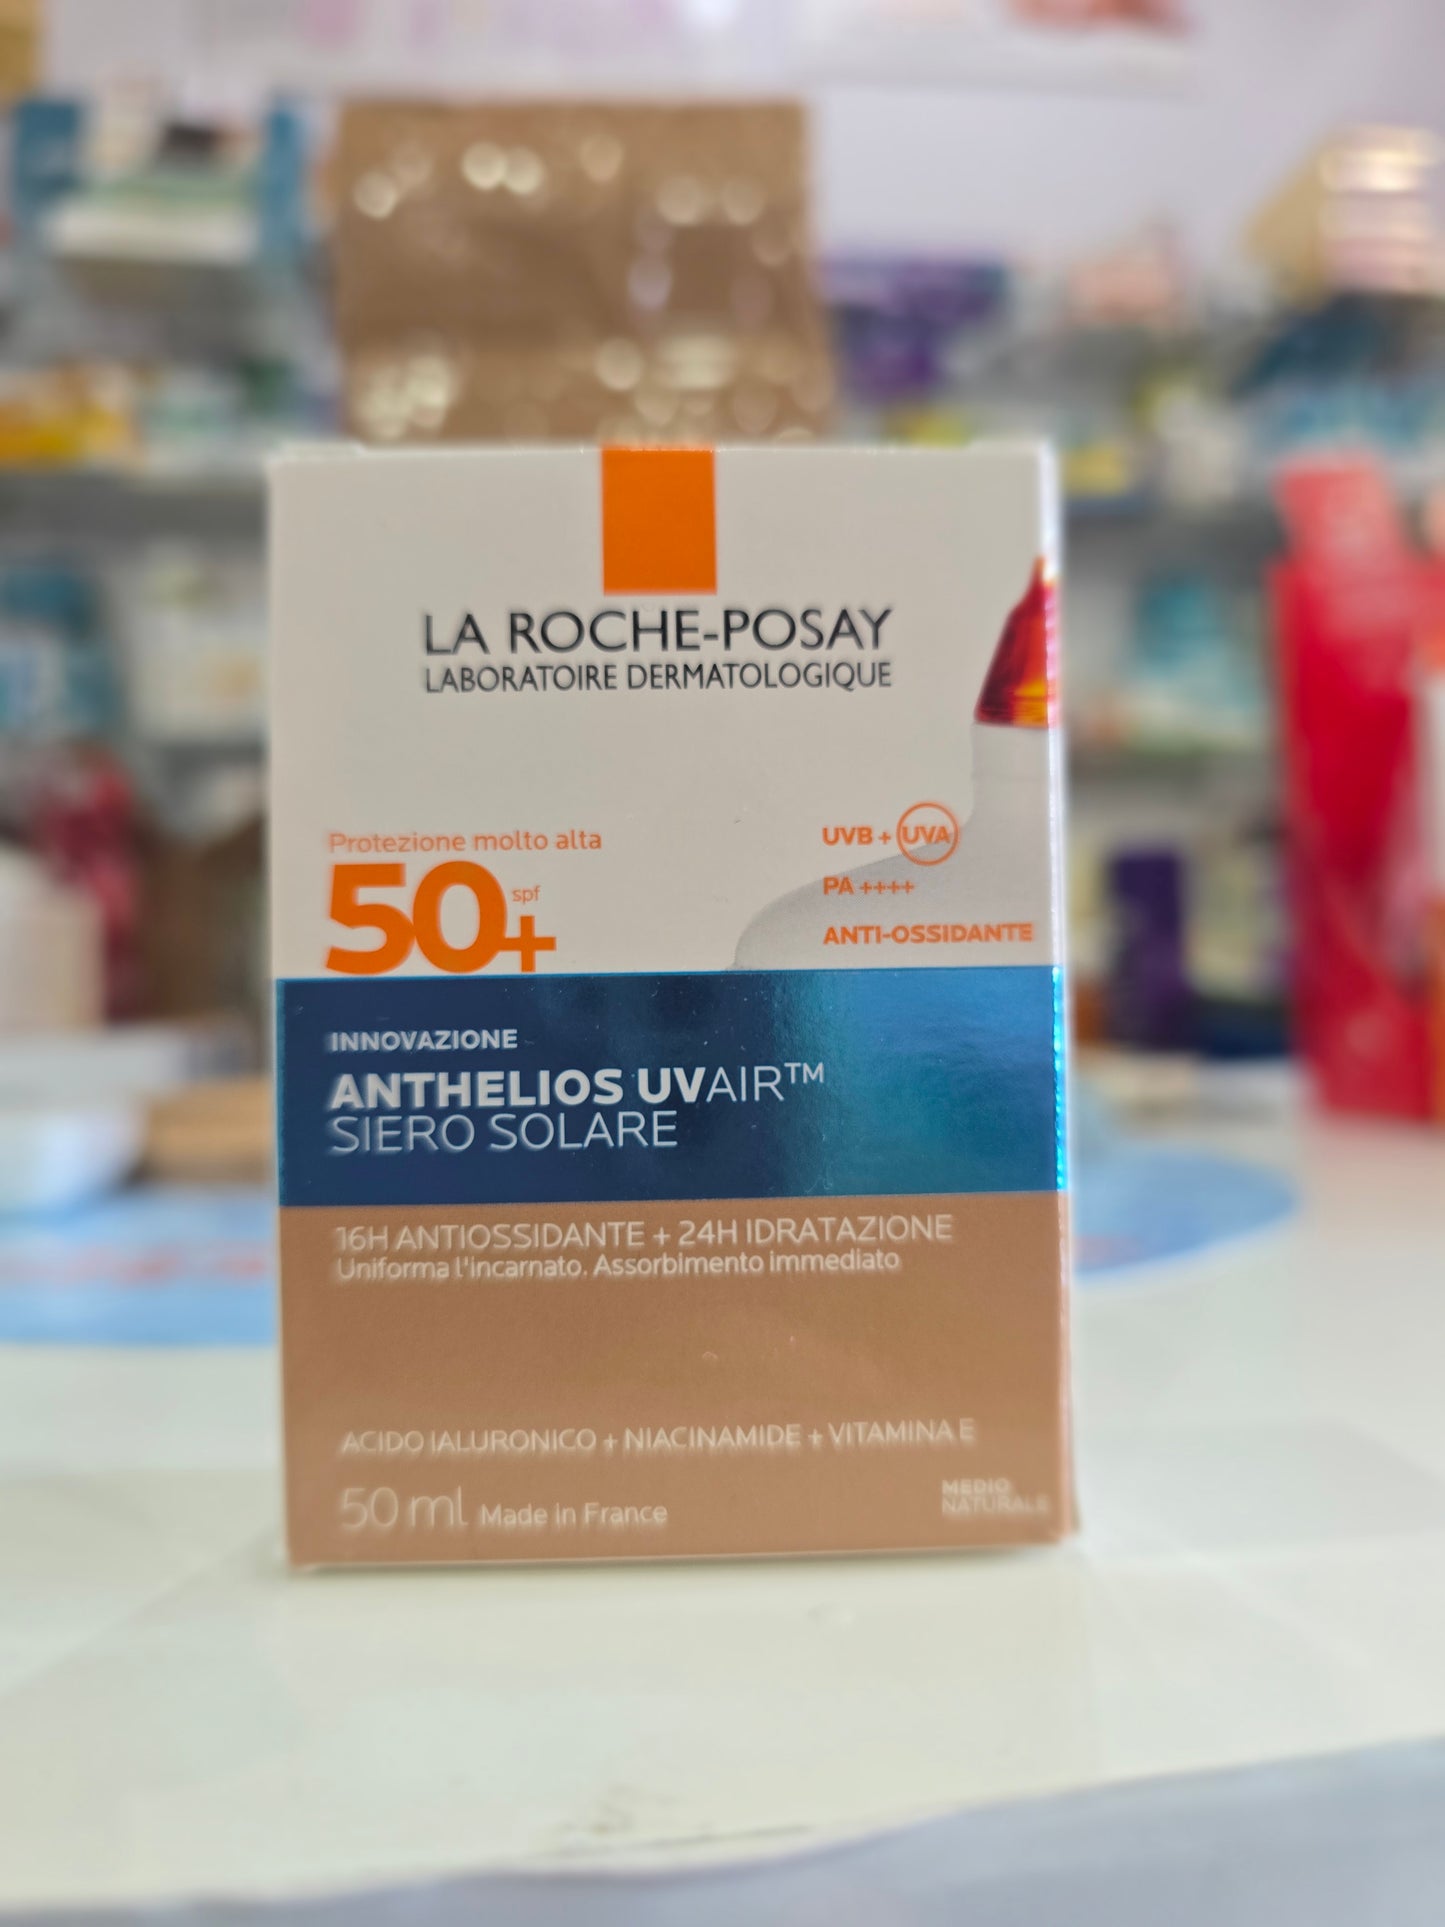 LA ROCHE-POSAY
LABORATOIRE DERMATOLOGIQUE
Protezione molto alta
50+ spf
UVB + UVA
PA ++++
ANTI-OSSIDANTE
INNOVAZIONE
ANTHELIOS UVAIR™
SIERO SOLARE
16H ANTIOSSIDANTE + 24H IDRATAZIONE
Uniforma l'incarnato. Assorbimento immediato
ACIDO IALURONICO + NIACINAMIDE + VITAMINA E
50 ml Made in France
MEDIO
NATURALE